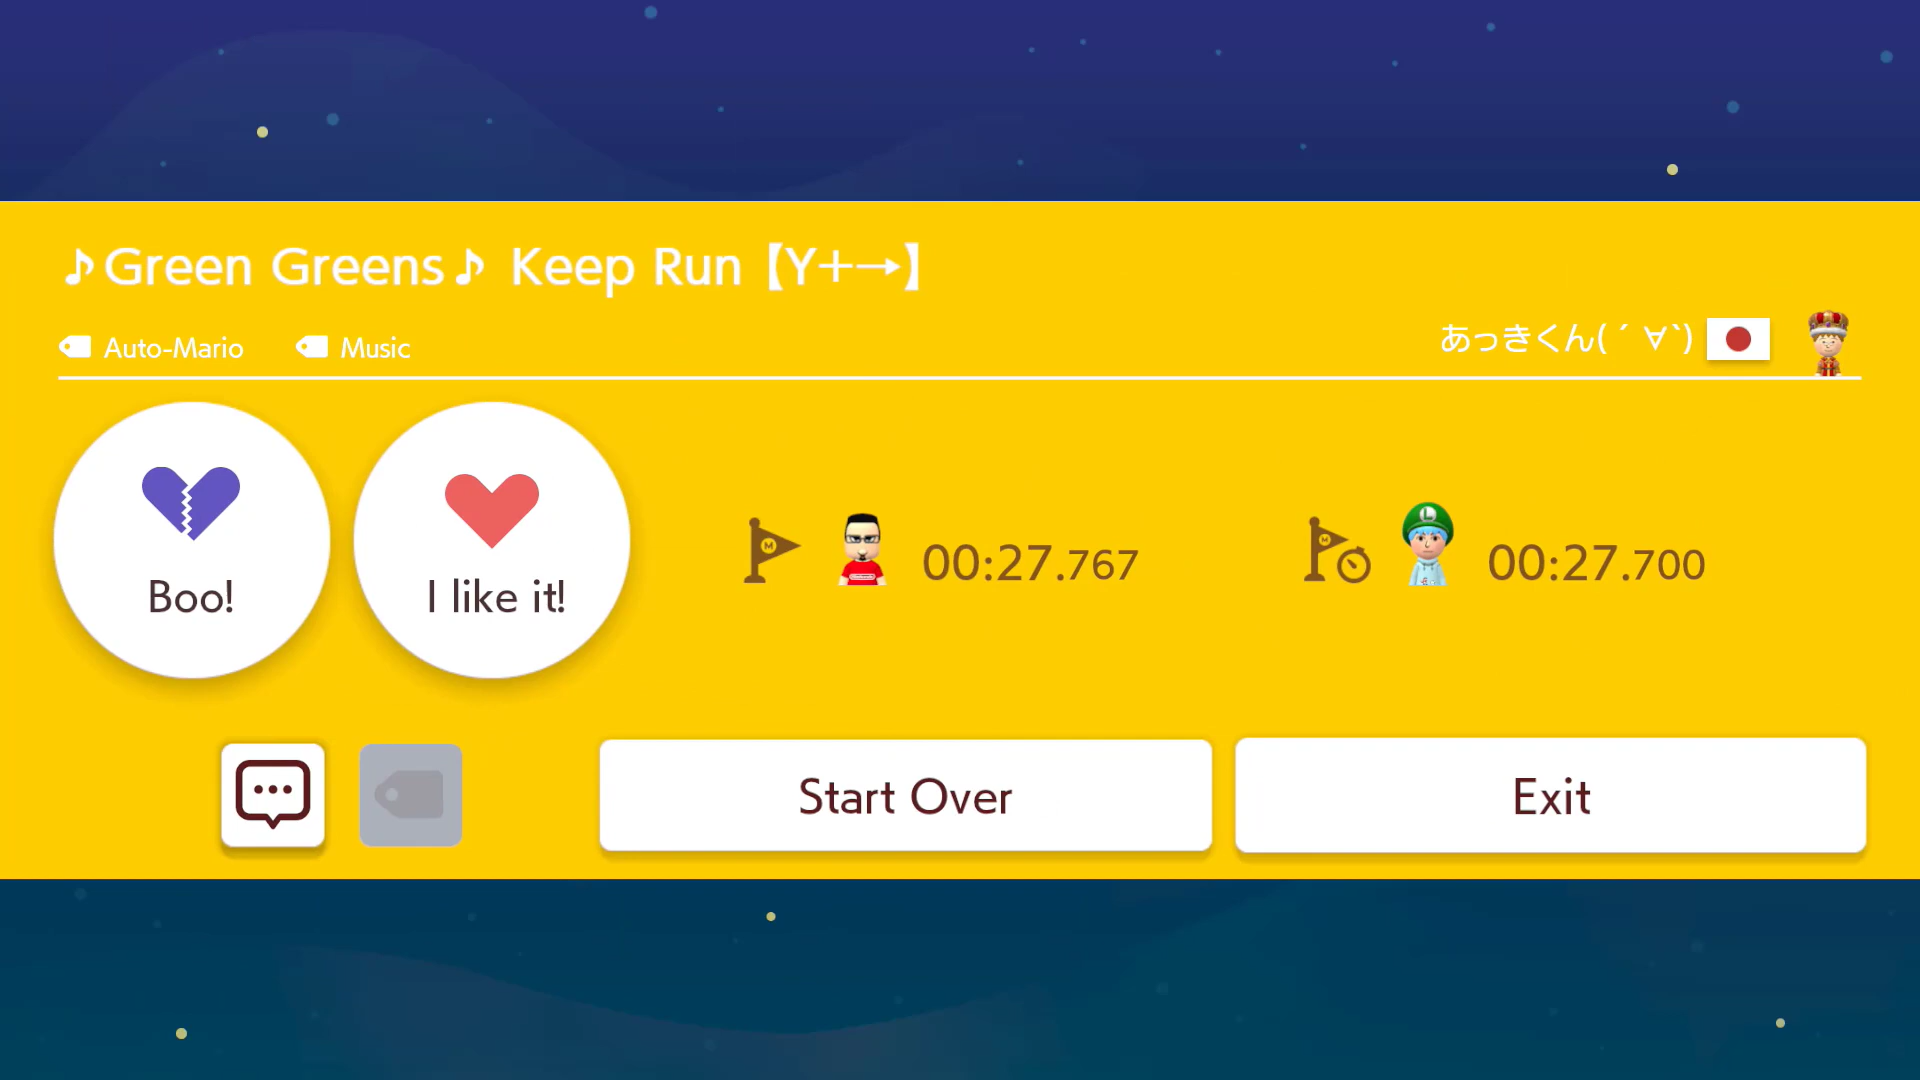 ♪Green Greens♪ Keep Run【Y+→】
Auto-Mario Music
あっきくん(´∀`)
Boo!
I like it!
M
00:27.767
M
L
00:27.700
Start Over
Exit